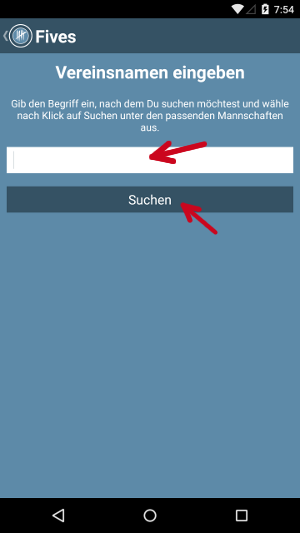 7:54
Fives
Vereinsnamen eingeben
Gib den Begriff ein, nach dem Du suchen möchtest und wähle
nach Klick auf Suchen unter den passenden Mannschaften
aus.
Suchen